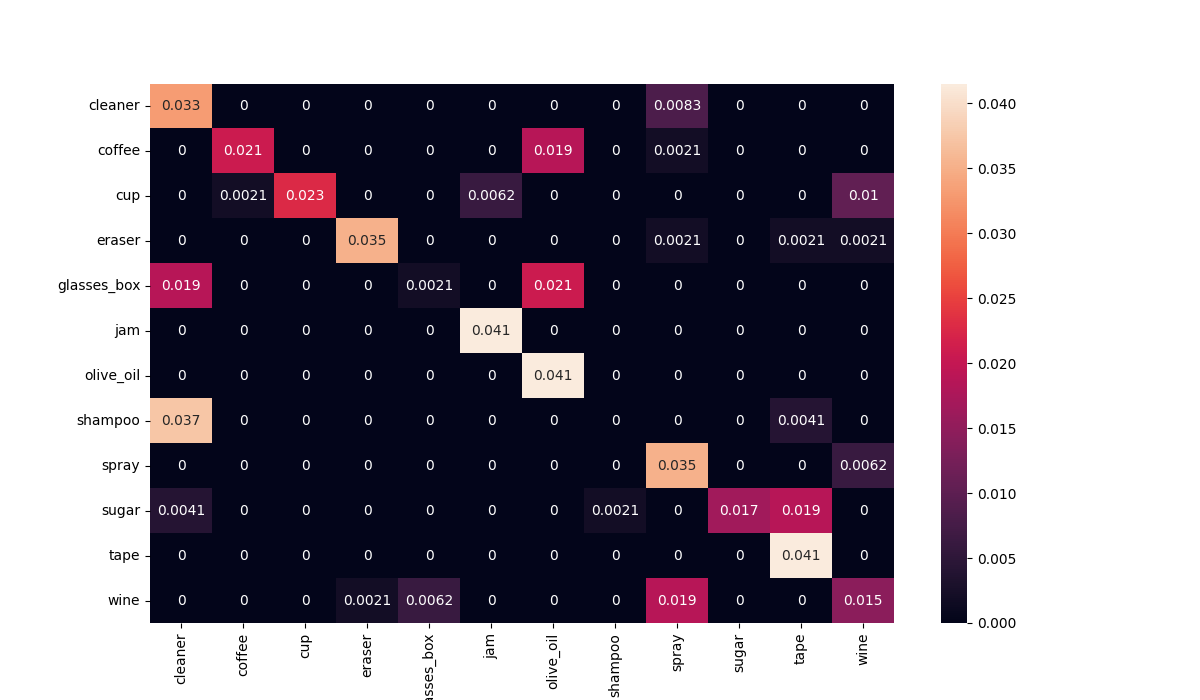 cleaner 0.033 0 0 0 0 0 0 0 0.0083 0 0 0
coffee 0 0.021 0 0 0 0 0.019 0 0.0021 0 0 0
cup 0 0.0021 0.023 0 0 0.0062 0 0 0 0 0 0.01
eraser 0 0 0 0.035 0 0 0 0 0.0021 0 0.0021 0.0021
glasses_box 0.019 0 0 0 0.0021 0 0.021 0 0 0 0 0
jam 0 0 0 0 0 0.041 0 0 0 0 0 0
olive_oil 0 0 0 0 0 0 0.041 0 0 0 0 0
shampoo 0.037 0 0 0 0 0 0 0 0 0 0.0041 0
spray 0 0 0 0 0 0 0 0 0.035 0 0 0.0062
sugar 0.0041 0 0 0 0 0 0 0.0021 0 0.017 0.019 0
tape 0 0 0 0 0 0 0 0 0 0 0.041 0
wine 0 0 0 0.0021 0.0062 0 0 0 0.019 0 0 0.015
cleaner coffee cup eraser asses_box jam olive_oil shampoo spray sugar tape wine
0.040
0.035
0.030
0.025
0.020
0.015
0.010
0.005
0.000